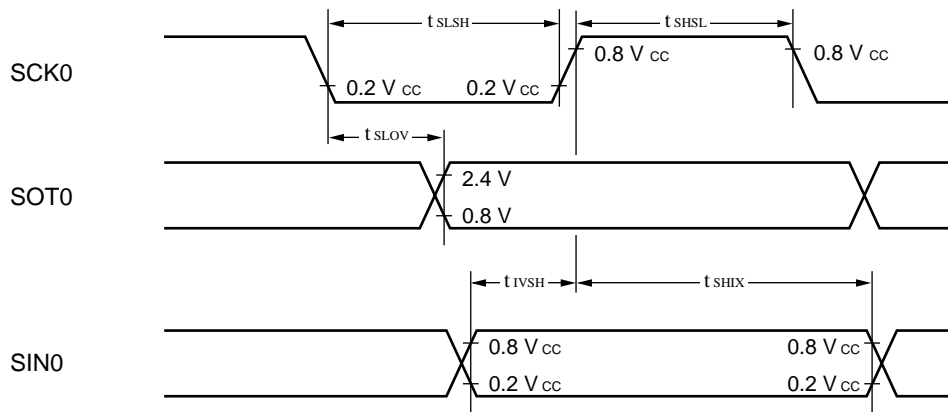 t SLSH
t SHSL
SCK0
0.8 V CC
0.8 V CC
0.2 V CC
0.2 V CC
t SLOV
SOT0
2.4 V
0.8 V
t IVSH
t SHIX
SIN0
0.8 V CC
0.8 V CC
0.2 V CC
0.2 V CC